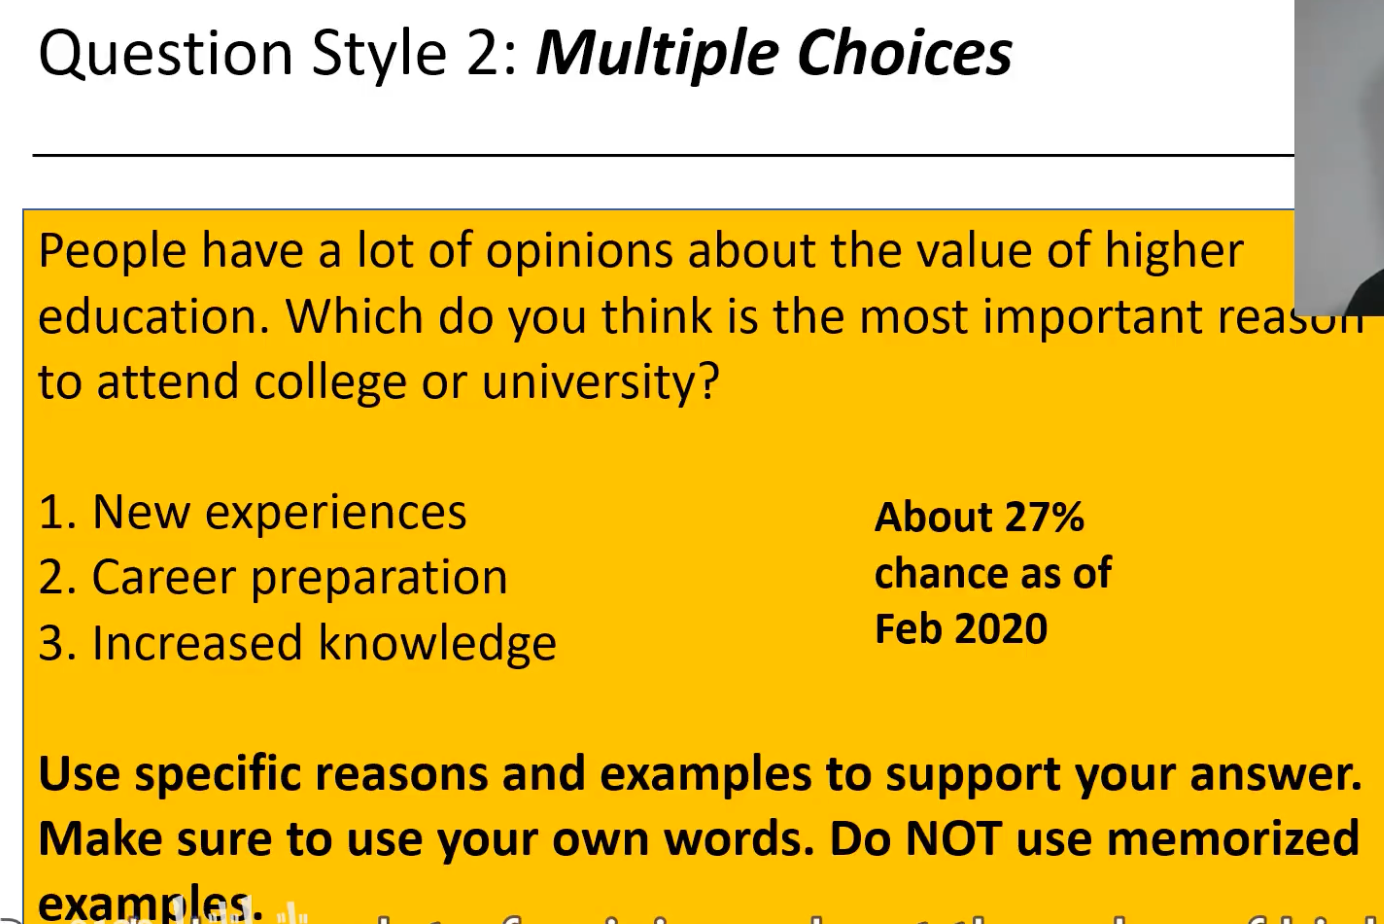 Question Style 2: Multiple Choices
People have a lot of opinions about the value of higher
education. Which do you think is the most important reason
to attend college or university?
1. New experiences
2. Career preparation
3. Increased knowledge
About 27%
chance as of
Feb 2020
Use specific reasons and examples to support your answer.
Make sure to use your own words. Do NOT use memorized
examples.